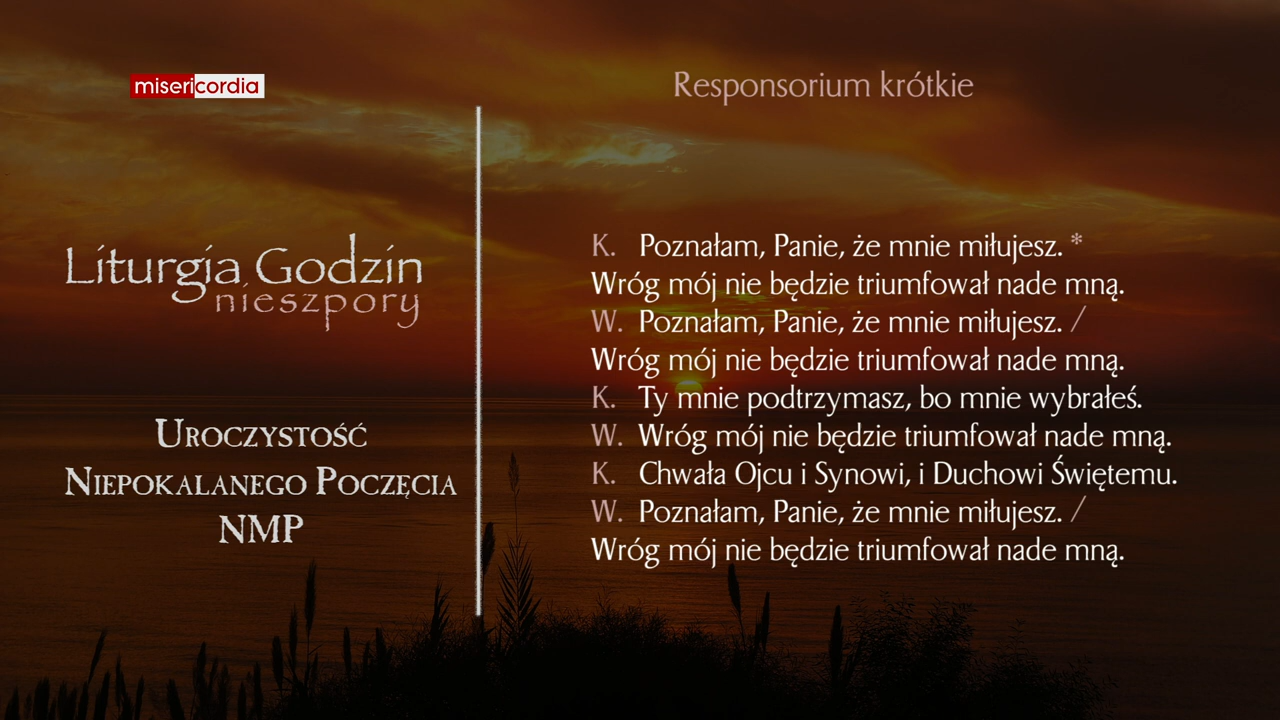 misericordia
Liturgia Godzin
nieszpory
Uroczystość
Niepokalanego Poczęcia
NMP
Responsorium krótkie
K. Poznałam, Panie, że mnie miłujesz. *
Wróg mój nie będzie triumfował nade mną.
W. Poznałam, Panie, że mnie miłujesz. /
Wróg mój nie będzie triumfował nade mną.
K. Ty mnie podtrzymasz, bo mnie wybrałeś.
W. Wróg mój nie będzie triumfował nade mną.
K. Chwała Ojcu i Synowi, i Duchowi Świętemu.
W. Poznałam, Panie, że mnie miłujesz. /
Wróg mój nie będzie triumfował nade mną.